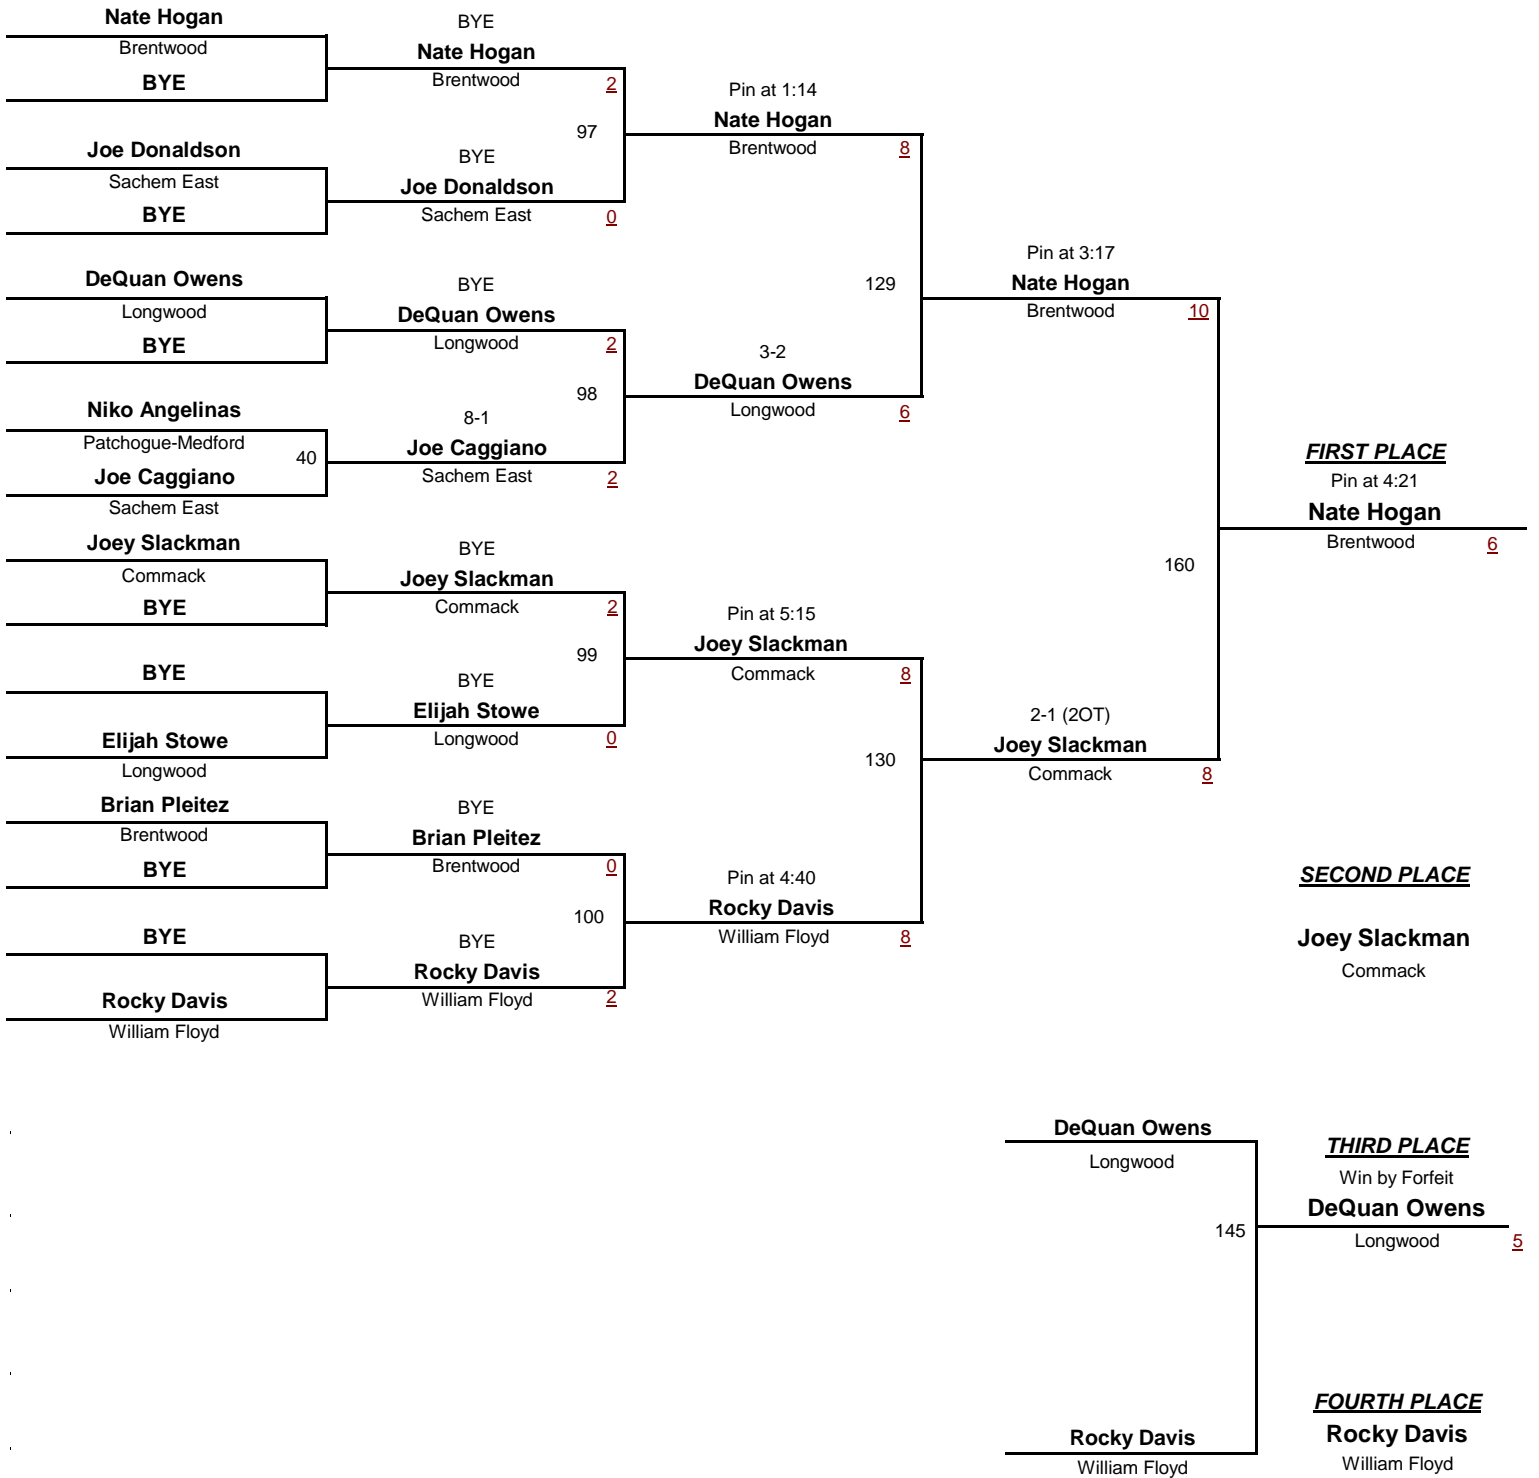 Nate Hogan
Brentwood
BYE
Joe Donaldson
Sachem East
BYE
DeQuan Owens
Longwood
BYE
Niko Angelinas
Patchogue-Medford
40
Joe Caggiano
Sachem East
Joey Slackman
Commack
BYE
BYE
Elijah Stowe
Longwood
Brian Pleitez
Brentwood
BYE
BYE
Rocky Davis
William Floyd
BYE
Nate Hogan
Brentwood
2
97
BYE
Joe Donaldson
Sachem East
0
BYE
DeQuan Owens
Longwood
2
98
8-1
Joe Caggiano
Sachem East
2
BYE
Joey Slackman
Commack
2
99
BYE
Elijah Stowe
Longwood
0
BYE
Brian Pleitez
Brentwood
0
100
BYE
Rocky Davis
William Floyd
2
Pin at 1:14
Nate Hogan
Brentwood
8
129
3-2
DeQuan Owens
Longwood
6
Pin at 5:15
Joey Slackman
Commack
8
130
Pin at 4:40
Rocky Davis
William Floyd
8
Pin at 3:17
Nate Hogan
Brentwood
10
160
2-1 (2OT)
Joey Slackman
Commack
8
FIRST PLACE
Pin at 4:21
Nate Hogan
Brentwood
6
SECOND PLACE
Joey Slackman
Commack
DeQuan Owens
Longwood
145
Rocky Davis
William Floyd
THIRD PLACE
Win by Forfeit
DeQuan Owens
Longwood
5
FOURTH PLACE
Rocky Davis
William Floyd